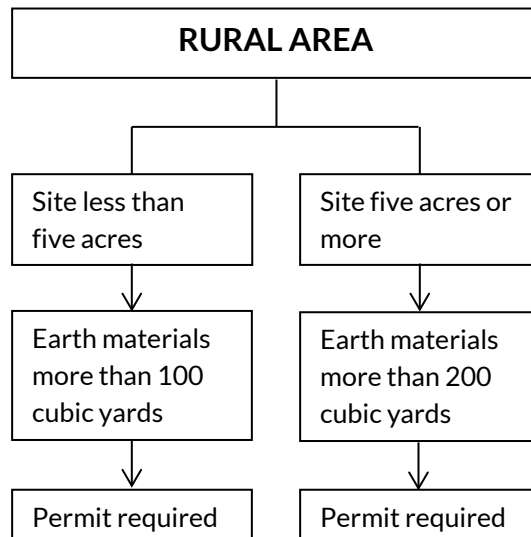 RURAL AREA
Site less than
five acres
Site five acres or
more
Earth materials
more than 100
cubic yards
Earth materials
more than 200
cubic yards
Permit required
Permit required